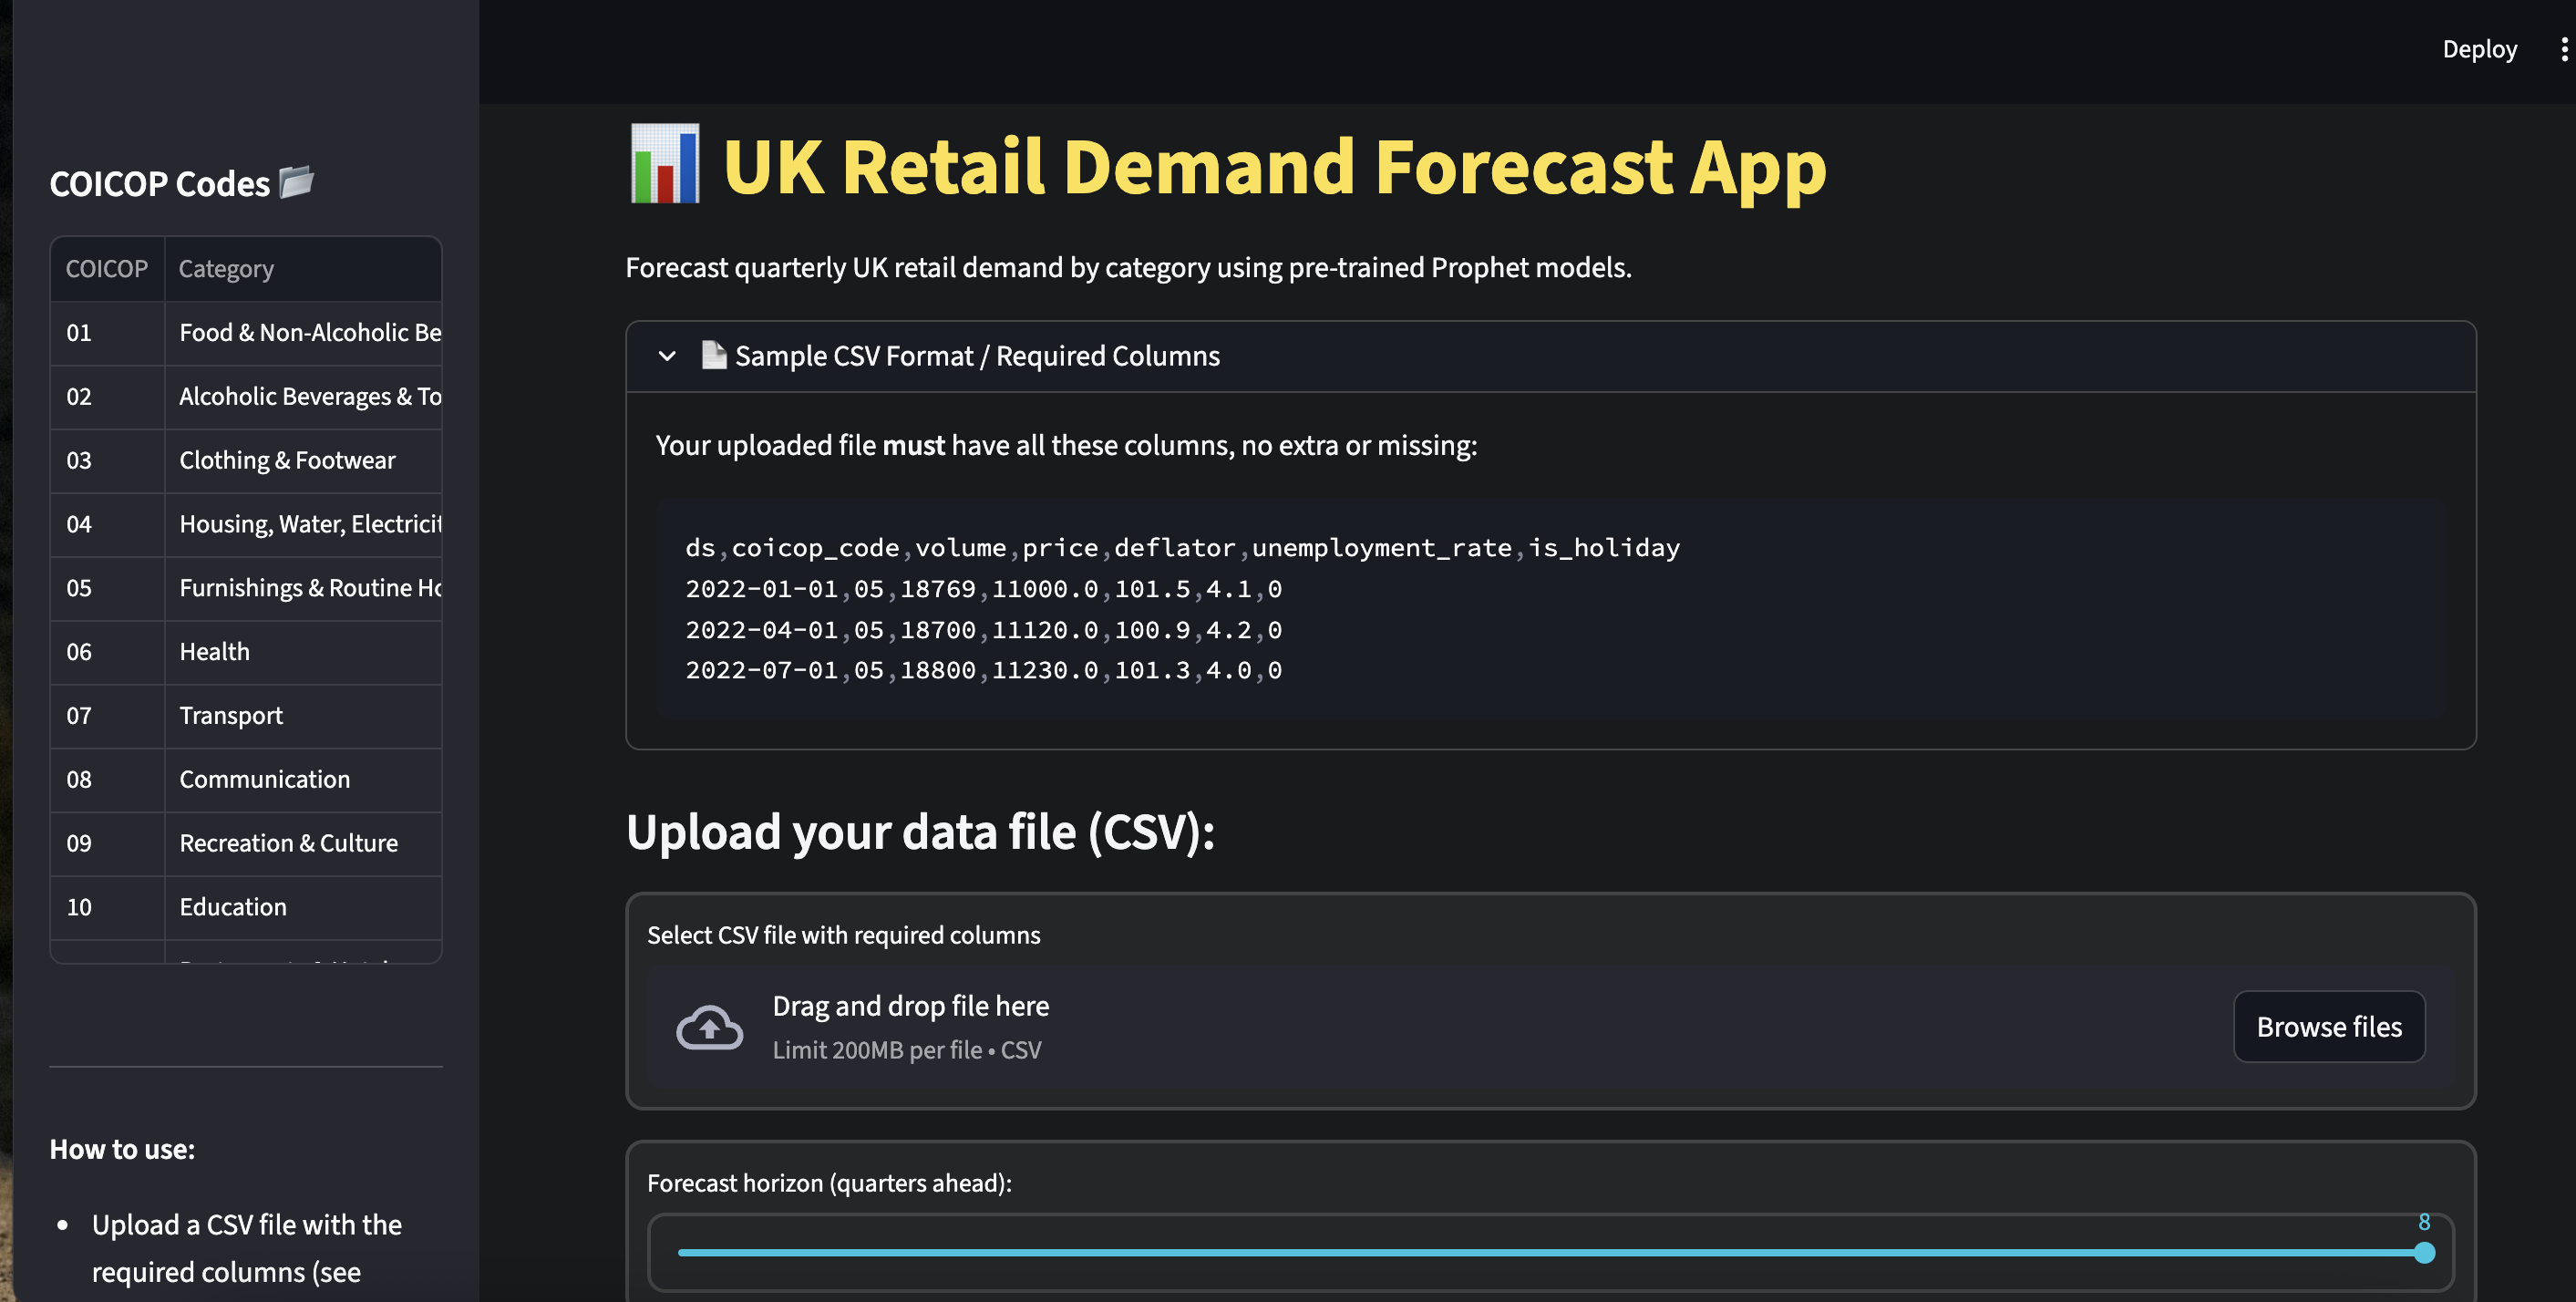 Deploy
COICOP Codes
COICOP Category
01 Food & Non-Alcoholic Be
02 Alcoholic Beverages & To
03 Clothing & Footwear
04 Housing, Water, Electricit
05 Furnishings & Routine Ho
06 Health
07 Transport
08 Communication
09 Recreation & Culture
10 Education
How to use:
• Upload a CSV file with the
required columns (see
UK Retail Demand Forecast App
Forecast quarterly UK retail demand by category using pre-trained Prophet models.
Sample CSV Format / Required Columns
Your uploaded file must have all these columns, no extra or missing:
ds,coicop_code,volume,price,deflator,unemployment_rate,is_holiday
2022-01-01,05,18769,11000.0,101.5,4.1,0
2022-04-01,05,18700,11120.0,100.9,4.2,0
2022-07-01,05,18800,11230.0,101.3,4.0,0
Upload your data file (CSV):
Select CSV file with required columns
Drag and drop file here
Limit 200MB per file • CSV
Browse files
Forecast horizon (quarters ahead):
8